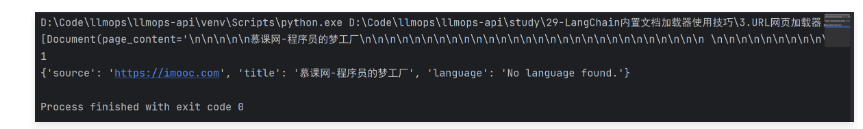 D:\Code\llmops\llmops-api\venv\Scripts\python.exe D:\Code\llmops\llmops-api\study\29-LangChain内置文档加载器使用技巧\3.URL网页加载器
[Document(page_content='\n\n\n\n\n慕课网-程序员的梦工厂\n\n\n\n\n\n\n\n\n\n\n\n\n\n\n\n\n\n\n\n\n\n\n\n\n\n\n\n \n\n\n\n\n\n\n\n\
1
{'source': 'https://imooc.com', 'title': '慕课网-程序员的梦工厂', 'language': 'No language found.'}
Process finished with exit code 0